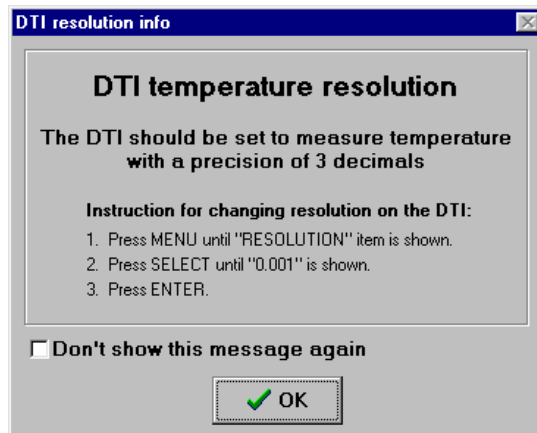 DTI resolution info
DTI temperature resolution
The DTI should be set to measure temperature
with a precision of 3 decimals
Instruction for changing resolution on the DTI:
1. Press MENU until "RESOLUTION" item is shown.
2. Press SELECT until "0.001" is shown.
3. Press ENTER.
Don't show this message again
OK